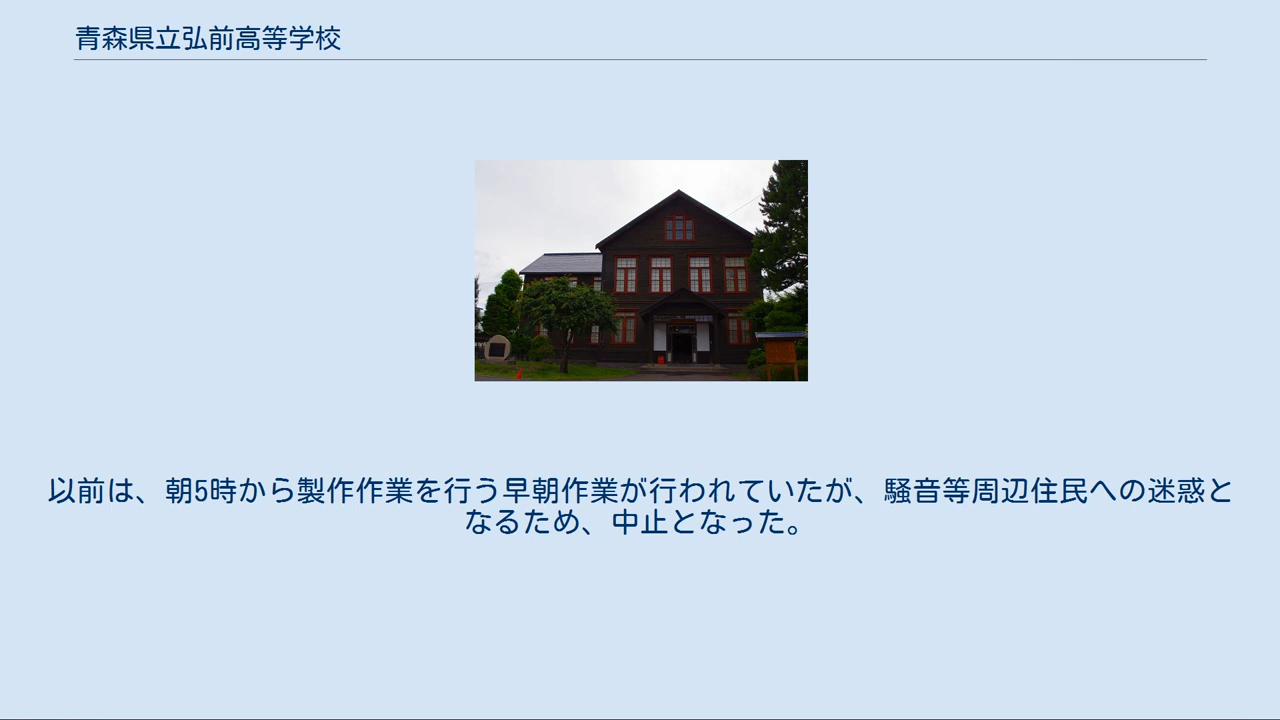 青森県立弘前高等学校
以前は、朝5時から製作作業を行う早朝作業が行われていたが、騒音等周辺住民への迷惑と
なるため、中止となった。